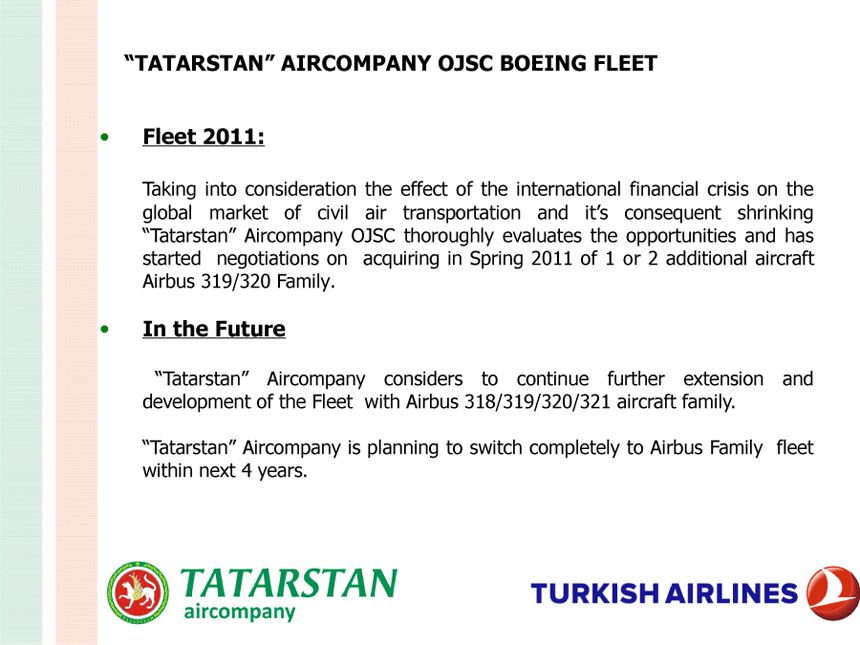 “TATARSTAN” AIRCOMPANY OJSC BOEING FLEET
• Fleet 2011:
Taking into consideration the effect of the international financial crisis on the
global market of civil air transportation and it’s consequent shrinking
“Tatarstan” Aircompany OJSC thoroughly evaluates the opportunities and has
started negotiations on acquiring in Spring 2011 of 1 or 2 additional aircraft
Airbus 319/320 Family.
• In the Future
“Tatarstan” Aircompany considers to continue further extension and
development of the Fleet with Airbus 318/319/320/321 aircraft family.
“Tatarstan” Aircompany is planning to switch completely to Airbus Family fleet
within next 4 years.
TATARSTAN
aircompany
TURKISH AIRLINES